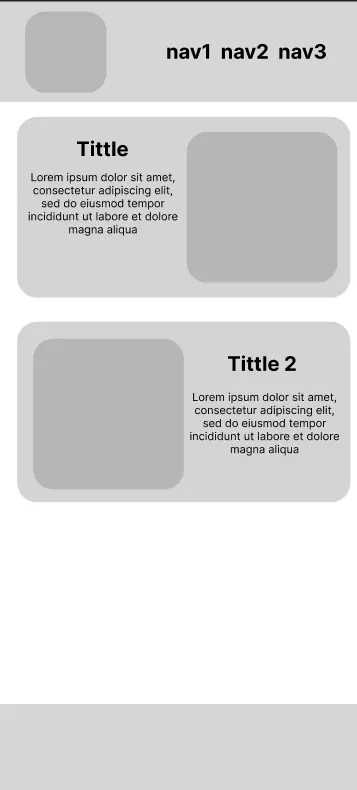 nav1 nav2 nav3
Tittle
Lorem ipsum dolor sit amet,
consectetur adipiscing elit,
sed do eiusmod tempor
incididunt ut labore et dolore
magna aliqua
Tittle 2
Lorem ipsum dolor sit amet,
consectetur adipiscing elit,
sed do eiusmod tempor
incididunt ut labore et dolore
magna aliqua